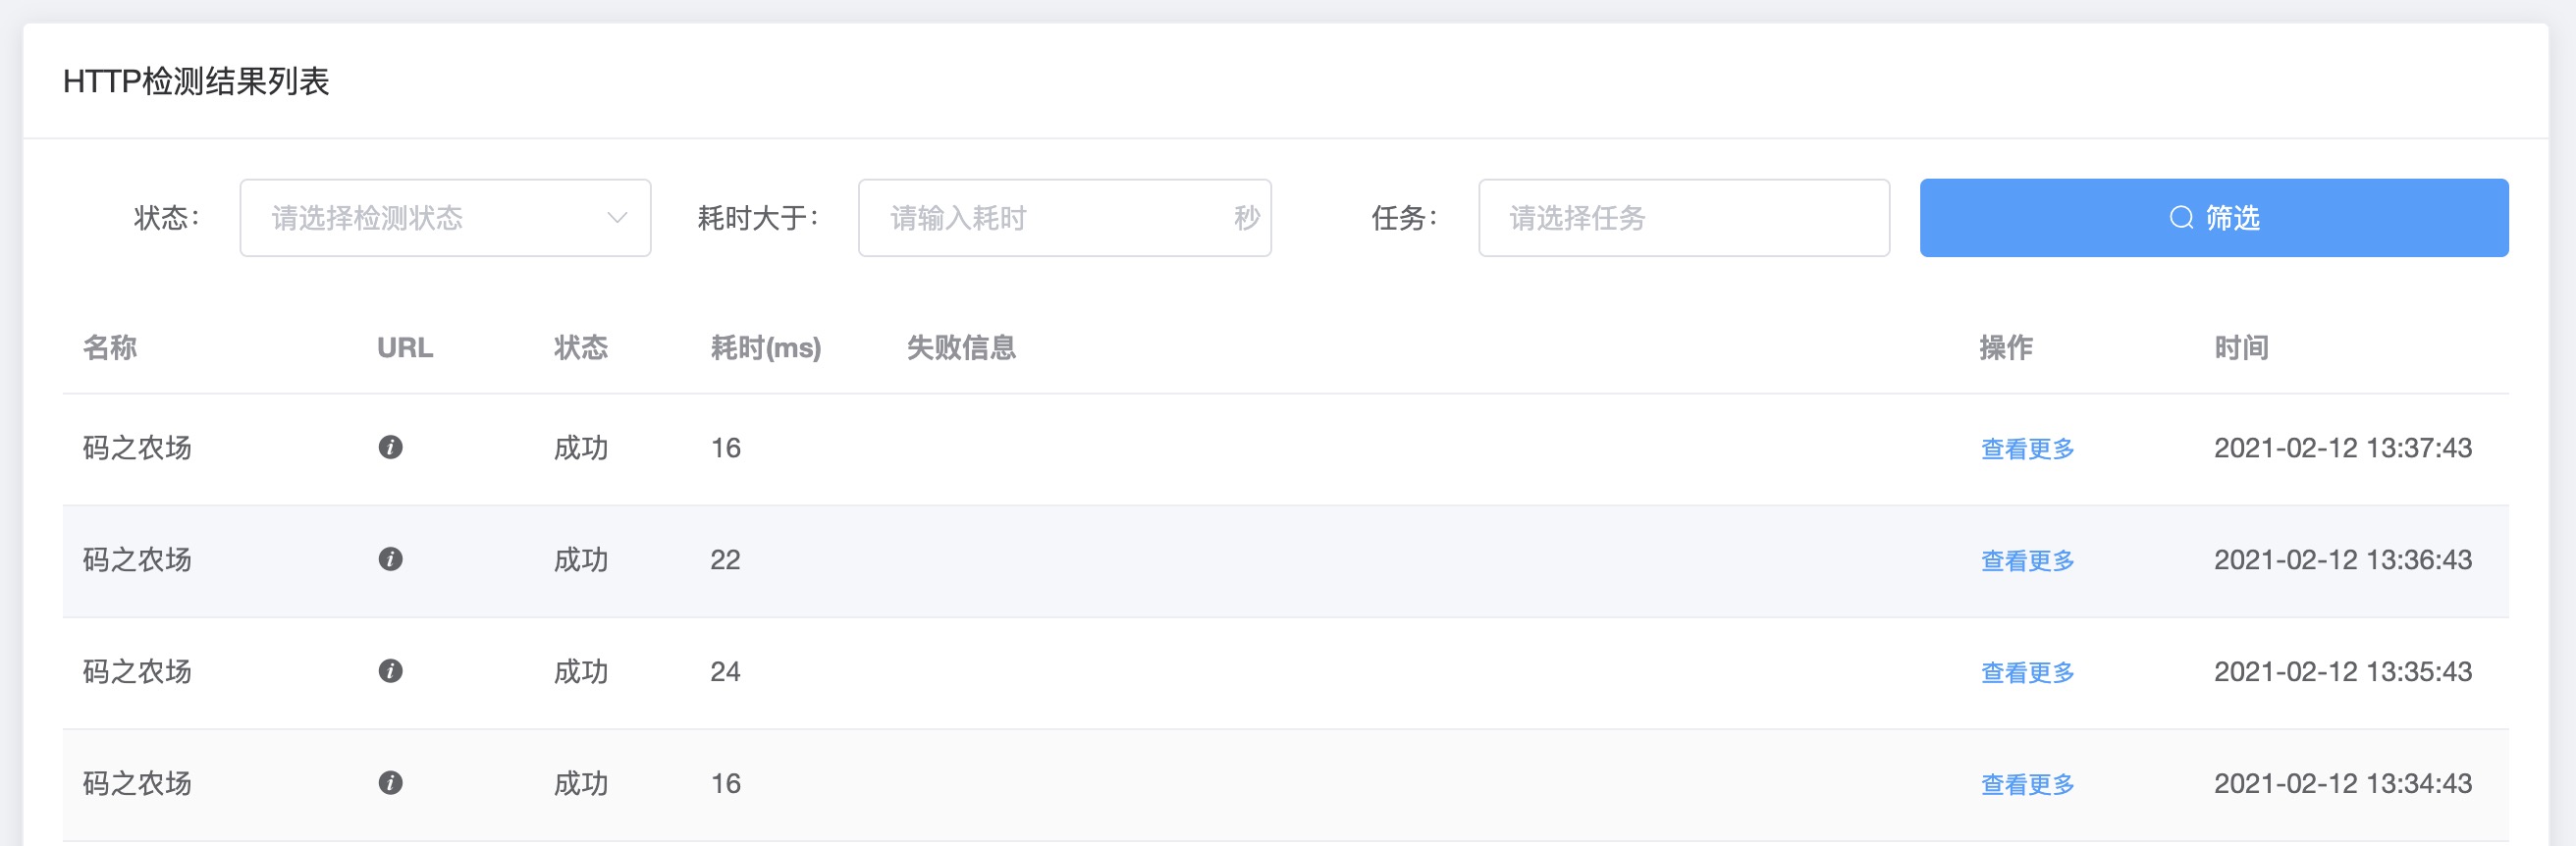 HTTP检测结果列表
状态： 请选择检测状态 耗时大于： 请输入耗时 秒 任务： 请选择任务 筛选
名称 URL 状态 耗时(ms) 失败信息 操作 时间
码之农场 成功 16 查看更多 2021-02-12 13:37:43
码之农场 成功 22 查看更多 2021-02-12 13:36:43
码之农场 成功 24 查看更多 2021-02-12 13:35:43
码之农场 成功 16 查看更多 2021-02-12 13:34:43